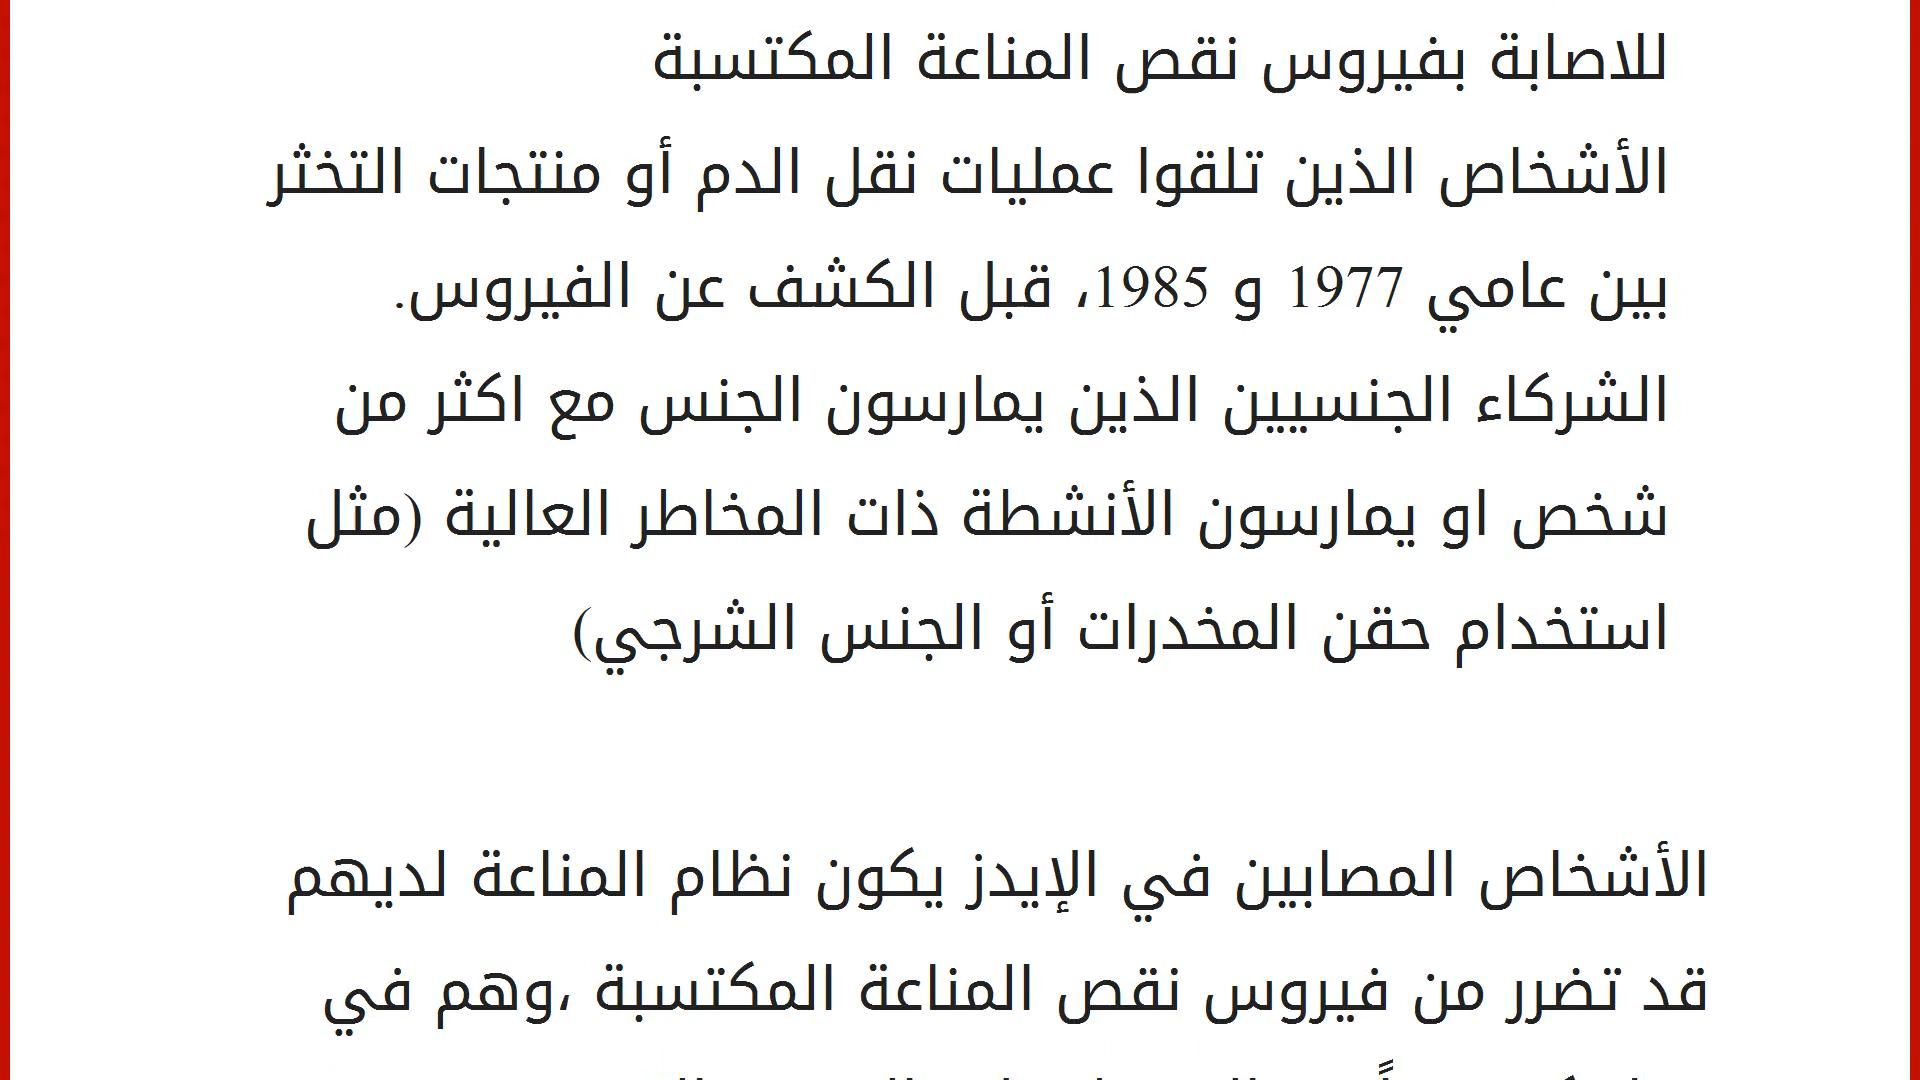 للاصابة بفيروس نقص المناعة المكتسبة
الأشخاص الذين تلقوا عمليات نقل الدم أو منتجات التخثر
بين عامي 1977 و 1985، قبل الكشف عن الفيروس.
الشركاء الجنسيين الذين يمارسون الجنس مع اكثر من
شخص او يمارسون الأنشطة ذات المخاطر العالية (مثل
استخدام حقن المخدرات أو الجنس الشرجي)
الأشخاص المصابين في الإيدز يكون نظام المناعة لديهم
قد تضرر من فيروس نقص المناعة المكتسبة ،وهم في